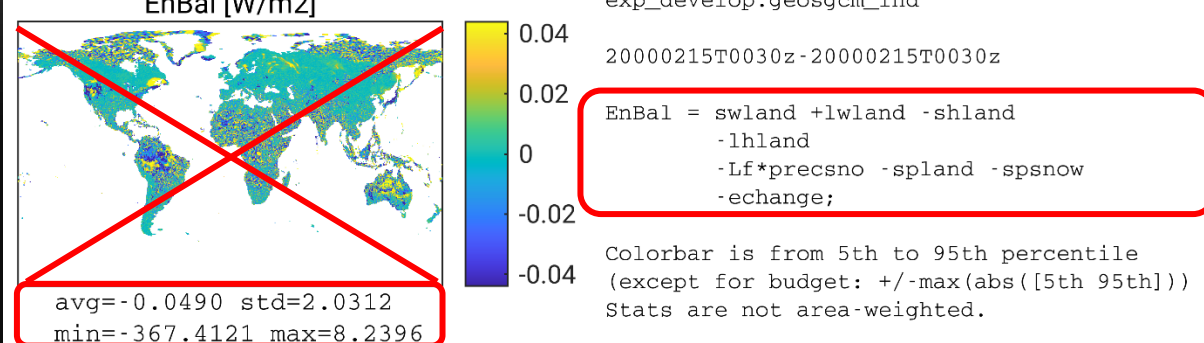 EnBal [W/m2]
0.04
0.02
0
-0.02
-0.04
avg=-0.0490 std=2.0312
min=-367.4121 max=8.2396
exp_develop.geosgcm_lnd
20000215T0030z-20000215T0030z
EnBal = swland +lwland -shland
-lhland
-Lf*precsno -spland -spsnow
-echange;
Colorbar is from 5th to 95th percentile
(except for budget: +/-max(abs([5th 95th]))
Stats are not area-weighted.